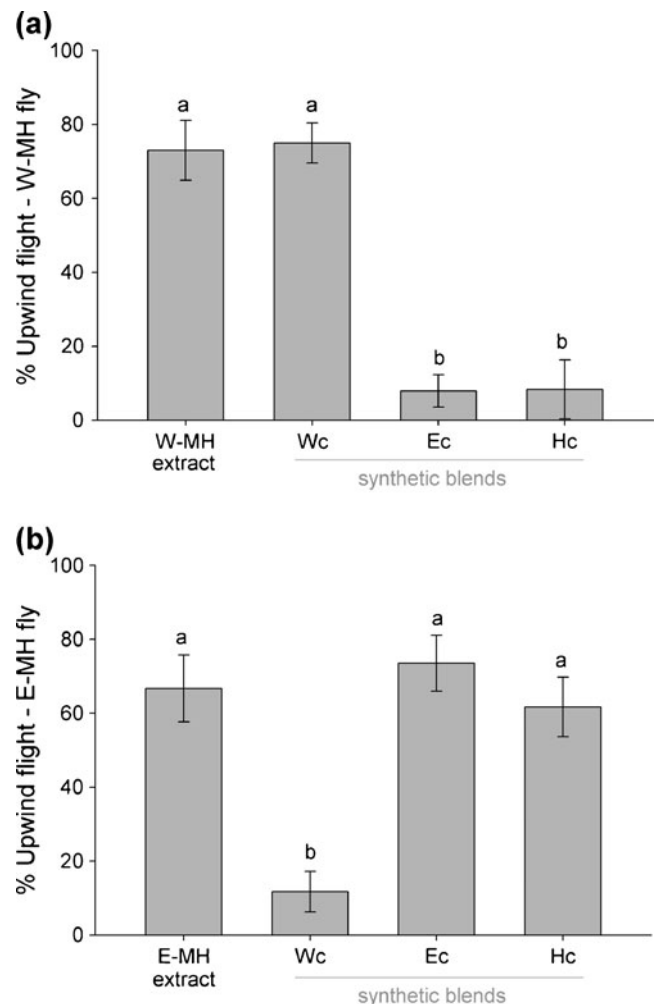 (a)
100
80
60
40
20
0
% Upwind flight - W-MH fly
a
a
b
b
W-MH
extract
Wc
Ec
Hc
synthetic blends
(b)
100
80
60
40
20
0
% Upwind flight - E-MH fly
a
b
a
a
E-MH
extract
Wc
Ec
Hc
synthetic blends